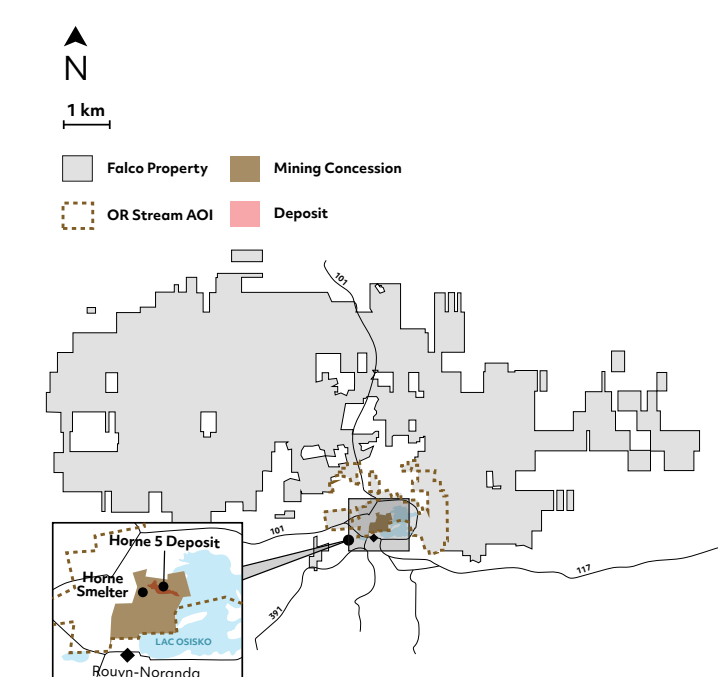 N
1 km
Falco Property
Mining Concession
OR Stream AOI
Deposit
101
101
Horne 5 Deposit
Horne
Smelter
117
391
LAC OSISKO
Rouyn-Noranda